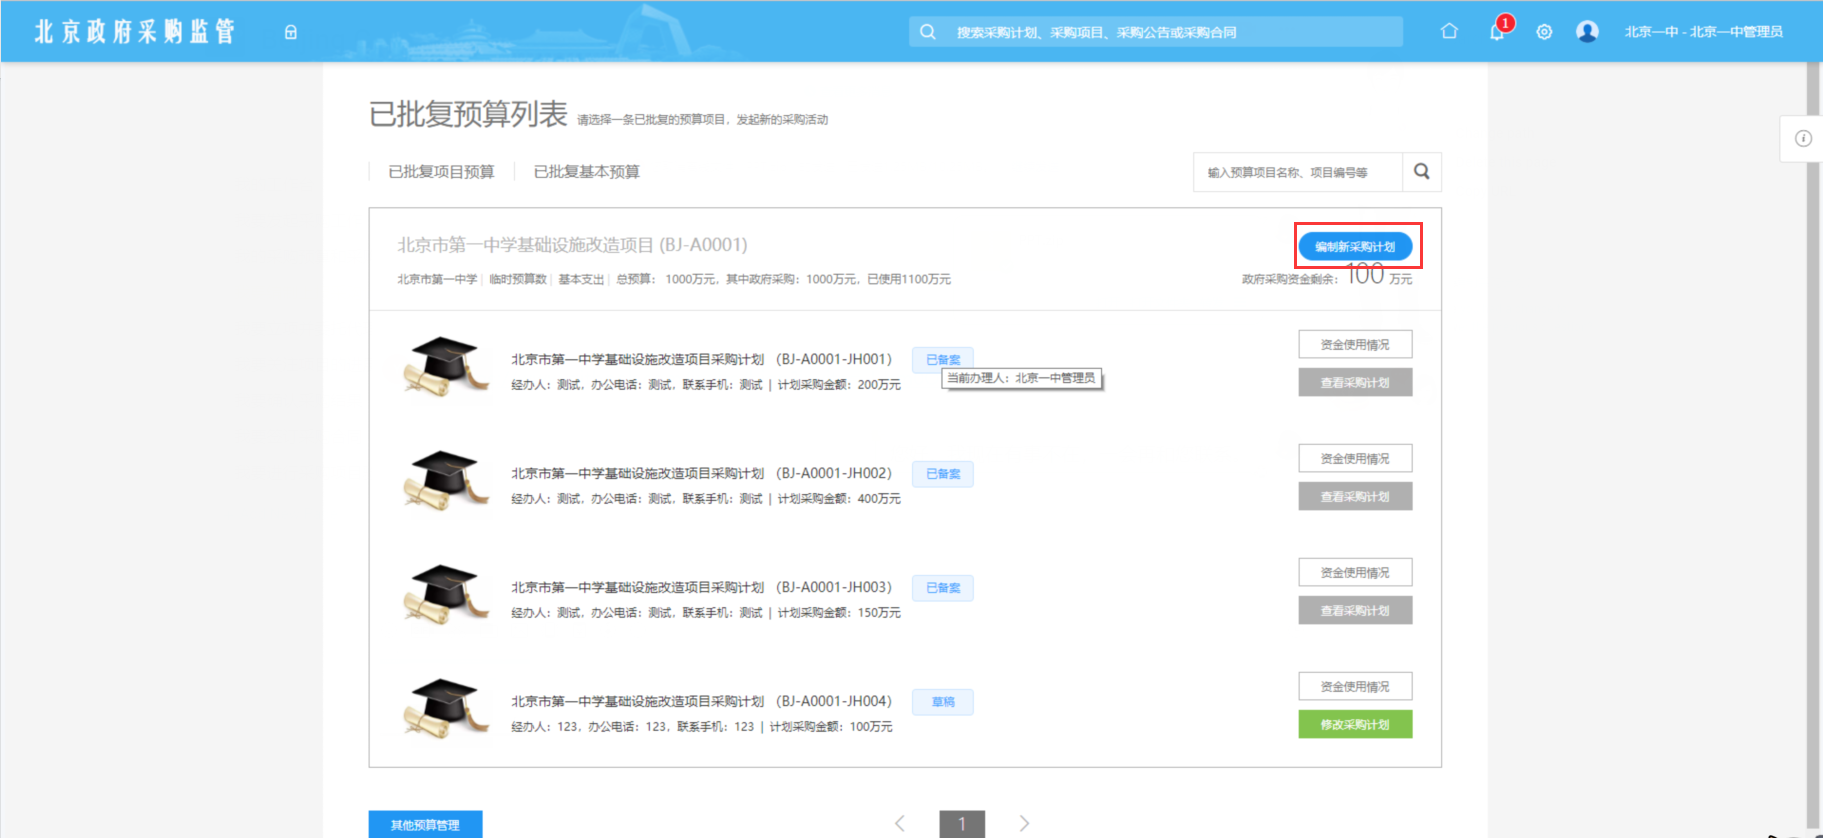 北京政府采购监管
搜索采购计划、采购项目、采购公告或采购合同
1
北京一中 - 北京一中管理员
已批复预算列表 请选择一条已批复的预算项目，发起新的采购活动
已批复项目预算 已批复基本预算
输入预算项目名称、项目编号等
北京市第一中学基础设施改造项目 (BJ-A0001)
编制新采购计划
北京市第一中学 | 临时预算数 | 基本支出 | 总预算： 1000万元，其中政府采购：1000万元，已使用1100万元
政府采购资金剩余： 100 万元
北京市第一中学基础设施改造项目采购计划 （BJ-A0001-JH001） 已备案
当前办理人：北京一中管理员
经办人：测试，办公电话：测试，联系手机：测试 | 计划采购金额：200万元
资金使用情况
查看采购计划
北京市第一中学基础设施改造项目采购计划 （BJ-A0001-JH002） 已备案
经办人：测试，办公电话：测试，联系手机：测试 | 计划采购金额：400万元
资金使用情况
查看采购计划
北京市第一中学基础设施改造项目采购计划 （BJ-A0001-JH003） 已备案
经办人：测试，办公电话：测试，联系手机：测试 | 计划采购金额：150万元
资金使用情况
查看采购计划
北京市第一中学基础设施改造项目采购计划 （BJ-A0001-JH004） 草稿
经办人：123，办公电话：123，联系手机：123 | 计划采购金额：100万元
资金使用情况
修改采购计划
其他预算管理
1